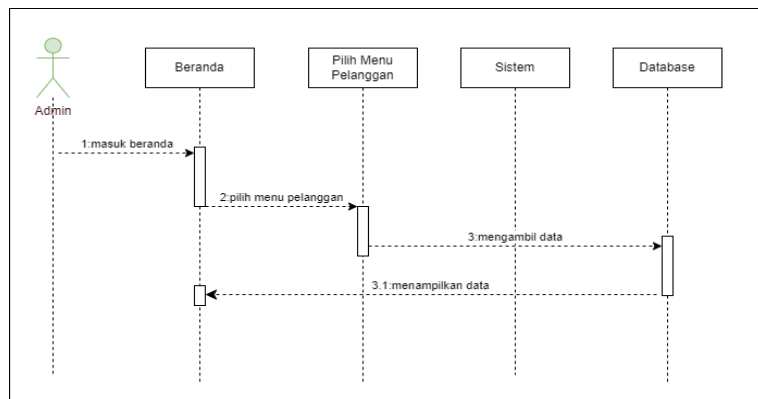 Admin
Beranda
Pilih Menu
Pelanggan
Sistem
Database
1:masuk beranda
2:pilih menu pelanggan
3:mengambil data
3.1:menampilkan data